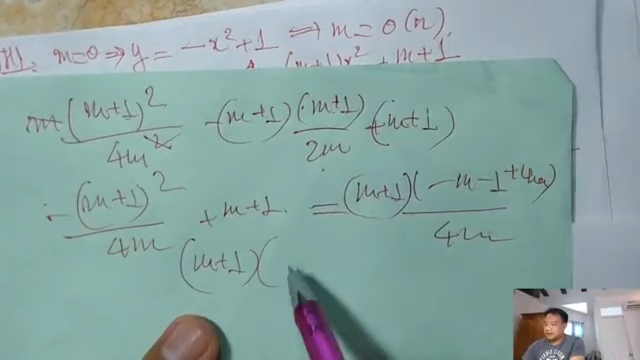 m=0 ⇒ y = -x²+1 ⇔ m=0 (n).
(m+1)x² + m+1
(m+1)²/4m - (m+1) (m+1)/2m + (m+1)
-(m+1)²/4m + m+1. = (m+1)(-m-1+4m)/4m
(m+1)(